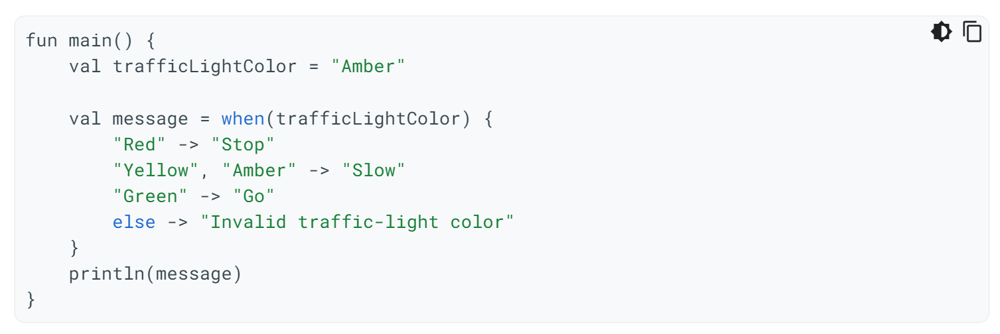 fun main() {
    val trafficLightColor = "Amber"

    val message = when(trafficLightColor) {
        "Red" -> "Stop"
        "Yellow", "Amber" -> "Slow"
        "Green" -> "Go"
        else -> "Invalid traffic-light color"
    }
    println(message)
}